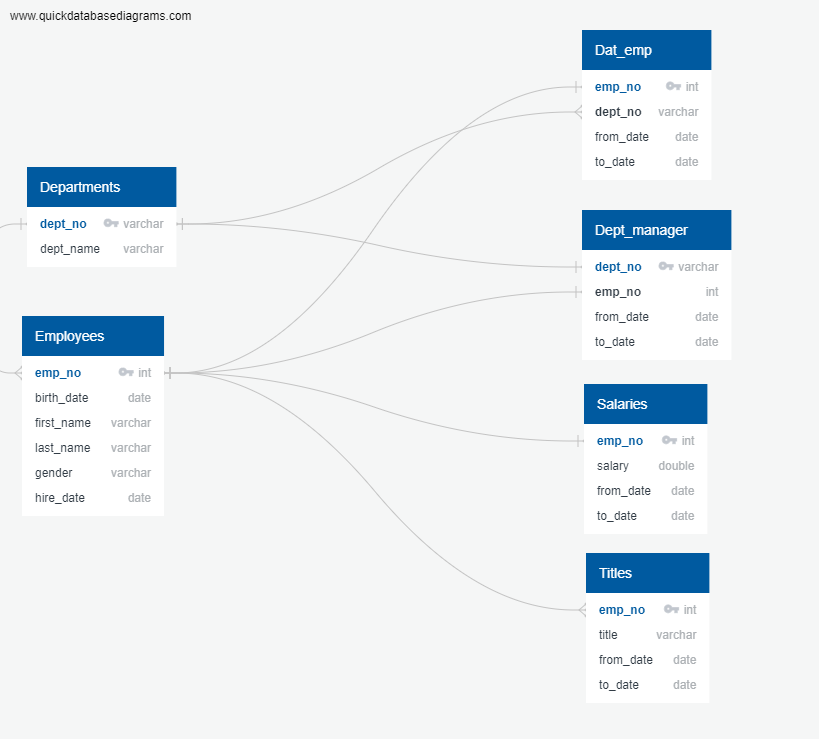 www.quickdatabasediagrams.com
Dat_emp
emp_no int
dept_no varchar
from_date date
to_date date
Departments
dept_no varchar
dept_name varchar
Dept_manager
dept_no varchar
emp_no int
from_date date
to_date date
Employees
emp_no int
birth_date date
first_name varchar
last_name varchar
gender varchar
hire_date date
Salaries
emp_no int
salary double
from_date date
to_date date
Titles
emp_no int
title varchar
from_date date
to_date date